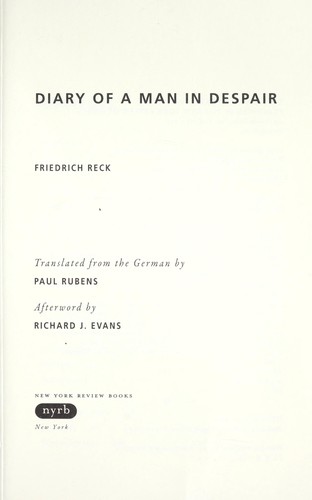 DIARY OF A MAN IN DESPAIR
FRIEDRICH RECK
Translated from the German by
PAUL RUBENS
Afterword by
RICHARD J. EVANS
NEW YORK REVIEW BOOKS
nyrb
New York